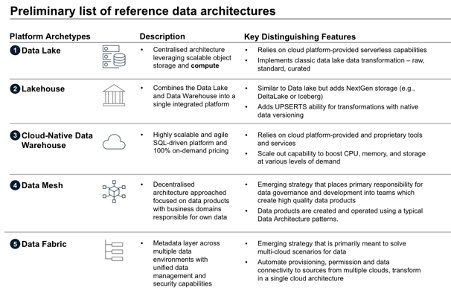 Preliminary list of reference data architectures
Platform Archetypes
Description
Key Distinguishing Features
1 Data Lake
• Centralised architecture
leveraging scalable object
storage and compute
• Relies on cloud platform-provided serverless capabilities
• Implements classic data lake data transformation – raw,
standard, curated
2 Lakehouse
• Combines the Data Lake
and Data Warehouse into a
single integrated platform
• Similar to Data lake but adds NextGen storage (e.g.,
DeltaLake or Iceberg)
• Adds UPSERTS ability for transformations with native
data versioning
3 Cloud-Native Data
Warehouse
• Highly scalable and agile
SQL-driven platform and
100% on-demand pricing
• Relies on cloud platform-provided and proprietary tools
and services
• Scale out capability to boost CPU, memory, and storage
at various levels of demand
4 Data Mesh
• Decentralised
architecture approached
focused on data products
with business domains
responsible for own data
• Emerging strategy that places primary responsibility for
data governance and development into teams which
create high quality data products
• Data products are created and operated using a typical
Data Architecture patterns.
5 Data Fabric
• Metadata layer across
multiple data
environments with
unified data
management and
security capabilities
• Emerging strategy that is primarily meant to solve
multi-cloud scenarios for data
• Automate provisioning, permission and data
connectivity to sources from multiple clouds, transform
in a single cloud architecture